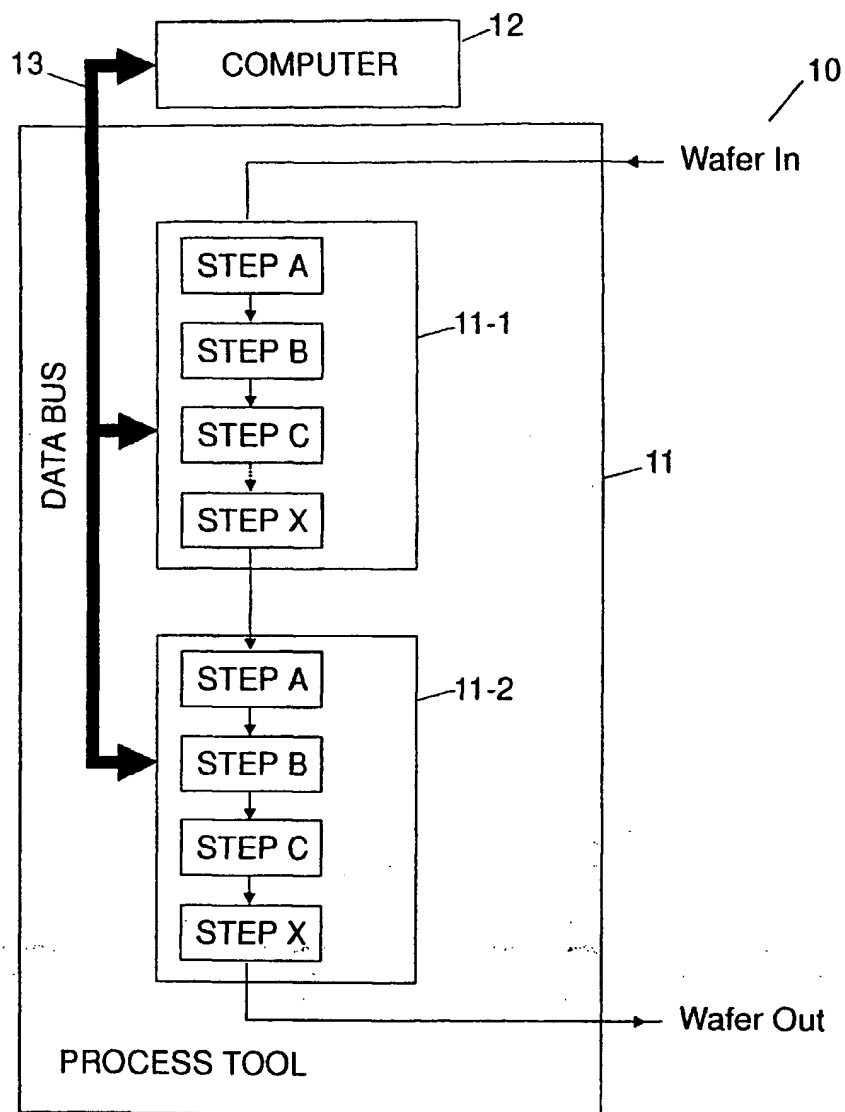 12
COMPUTER
13
10
Wafer In
STEP A
STEP B
11-1
STEP C
STEP X
DATA BUS
11
STEP A
11-2
STEP B
STEP C
STEP X
Wafer Out
PROCESS TOOL